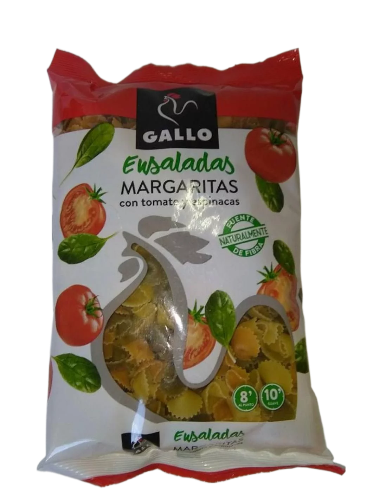 GALLO
Ensaladas
MARGARITAS
con tomate y espinacas
FUENTE
NATURALMENTE
DE FIBRA
8'
10'
Ensaladas